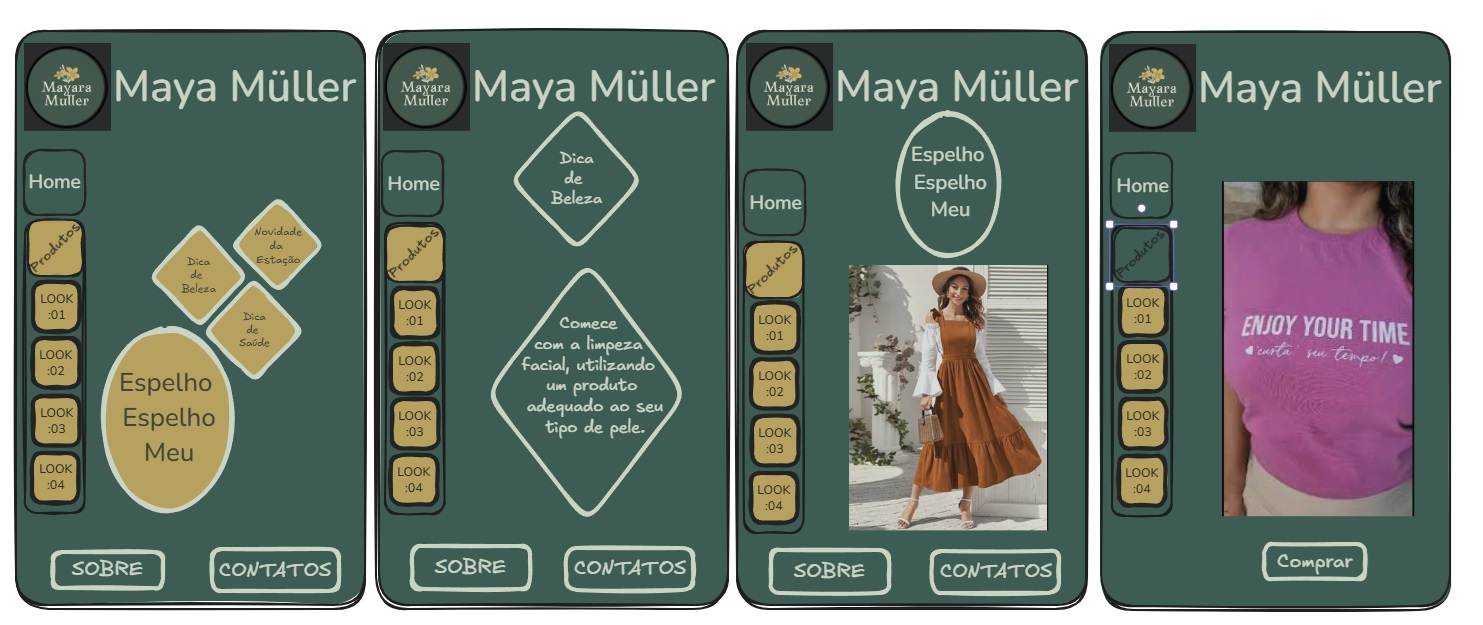 Mayara
Muller
Maya Müller
Home
Produtos
LOOK
:01
LOOK
:02
LOOK
:03
LOOK
:04
Novidade
da
Estação
Dica
de
Beleza
Dica
de
Saúde
Espelho
Espelho
Meu
SOBRE
CONTATOS
Mayara
Muller
Maya Müller
Dica
de
Beleza
Home
Produtos
LOOK
:01
LOOK
:02
LOOK
:03
LOOK
:04
Comece
com a limpeza
facial, utilizando
um produto
adequado ao seu
tipo de pele.
SOBRE
CONTATOS
Mayara
Muller
Maya Müller
Espelho
Espelho
Meu
Home
Produtos
LOOK
:01
LOOK
:02
LOOK
:03
LOOK
:04
SOBRE
CONTATOS
Mayara
Muller
Maya Müller
Home
Produtos
LOOK
:01
LOOK
:02
LOOK
:03
LOOK
:04
ENJOY YOUR TIME
"curta" seu tempo!
Comprar